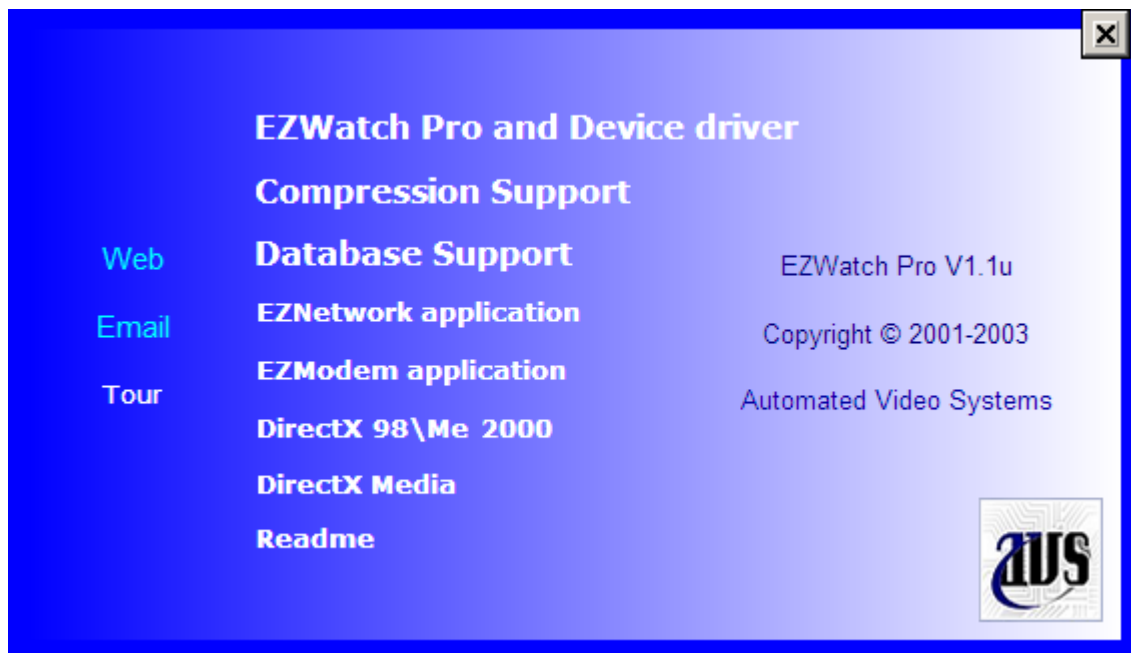 EZWatch Pro and Device driver
Compression Support
Database Support
EZNetwork application
EZModem application
DirectX 98\Me 2000
DirectX Media
Readme
Web
Email
Tour
EZWatch Pro V1.1u
Copyright © 2001-2003
Automated Video Systems
AVS